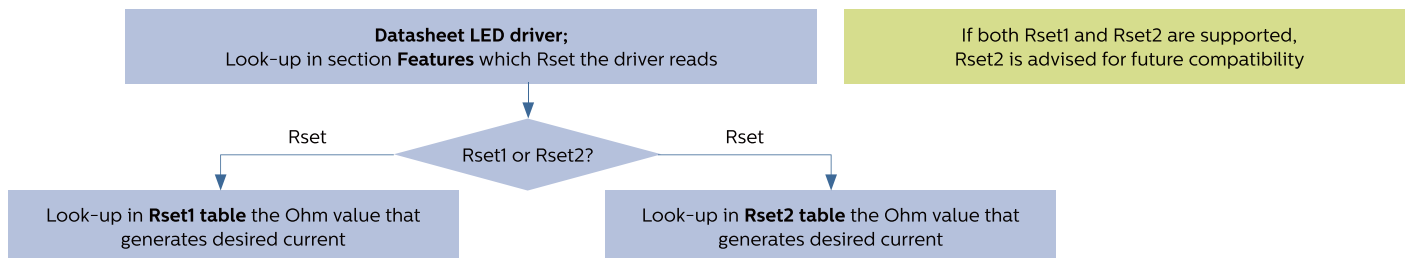 Datasheet LED driver;
Look-up in section Features which Rset the driver reads
If both Rset1 and Rset2 are supported,
Rset2 is advised for future compatibility
Rset
Rset
Rset1 or Rset2?
Look-up in Rset1 table the Ohm value that
generates desired current
Look-up in Rset2 table the Ohm value that
generates desired current